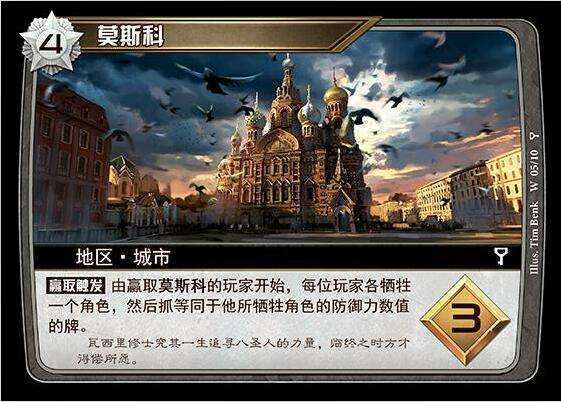 4
莫斯科
Illus. Tim Benk W 05/10
地区·城市
赢取触发 由赢取莫斯科的玩家开始，每位玩家各牺牲
一个角色，然后抓等同于他所牺牲角色的防御力数值
的牌。
瓦西里修士究其一生追寻八圣人的力量，临终之时方才
得偿所愿。
3